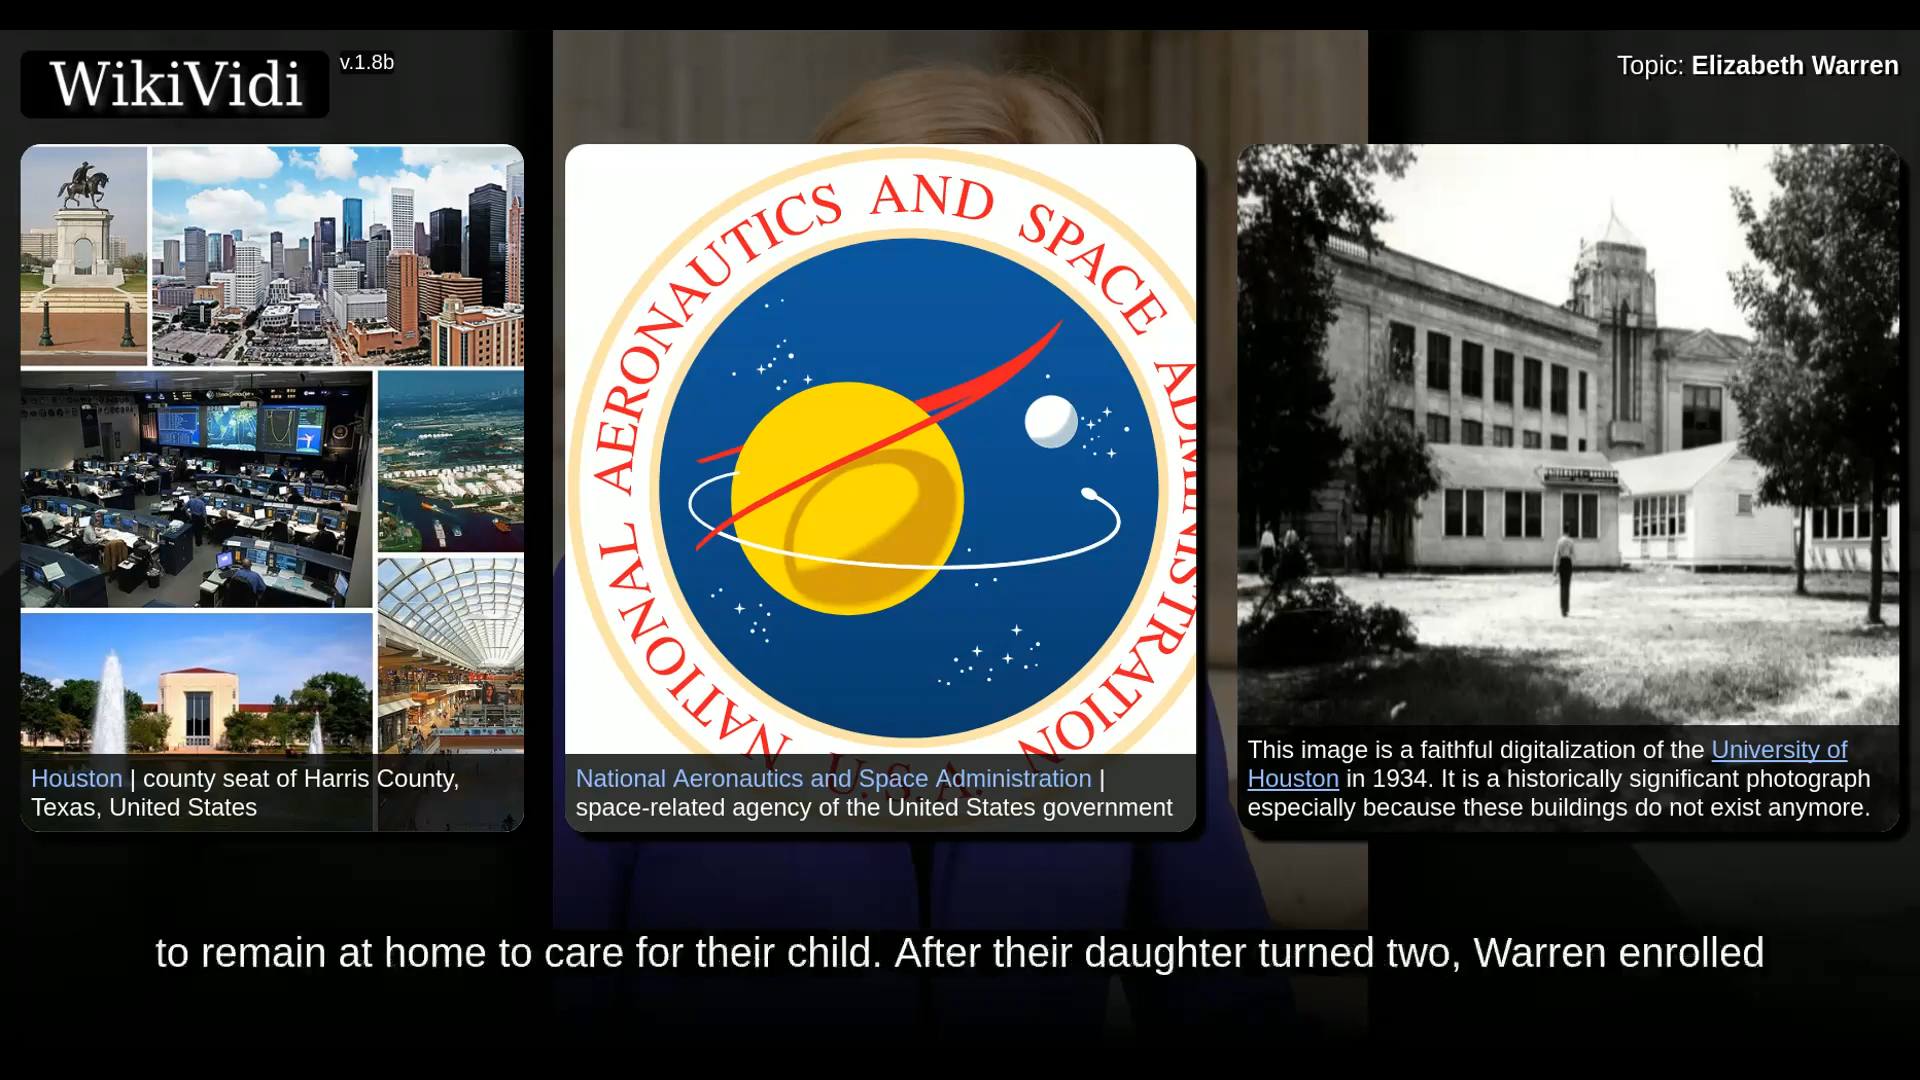 WikiVidi
v.1.8b
Topic: Elizabeth Warren
Houston | county seat of Harris County,
Texas, United States
NATIONAL AERONAUTICS AND SPACE ADMINISTRATION
U.S.A.
National Aeronautics and Space Administration |
space-related agency of the United States government
This image is a faithful digitalization of the University of
Houston in 1934. It is a historically significant photograph
especially because these buildings do not exist anymore.
to remain at home to care for their child. After their daughter turned two, Warren enrolled